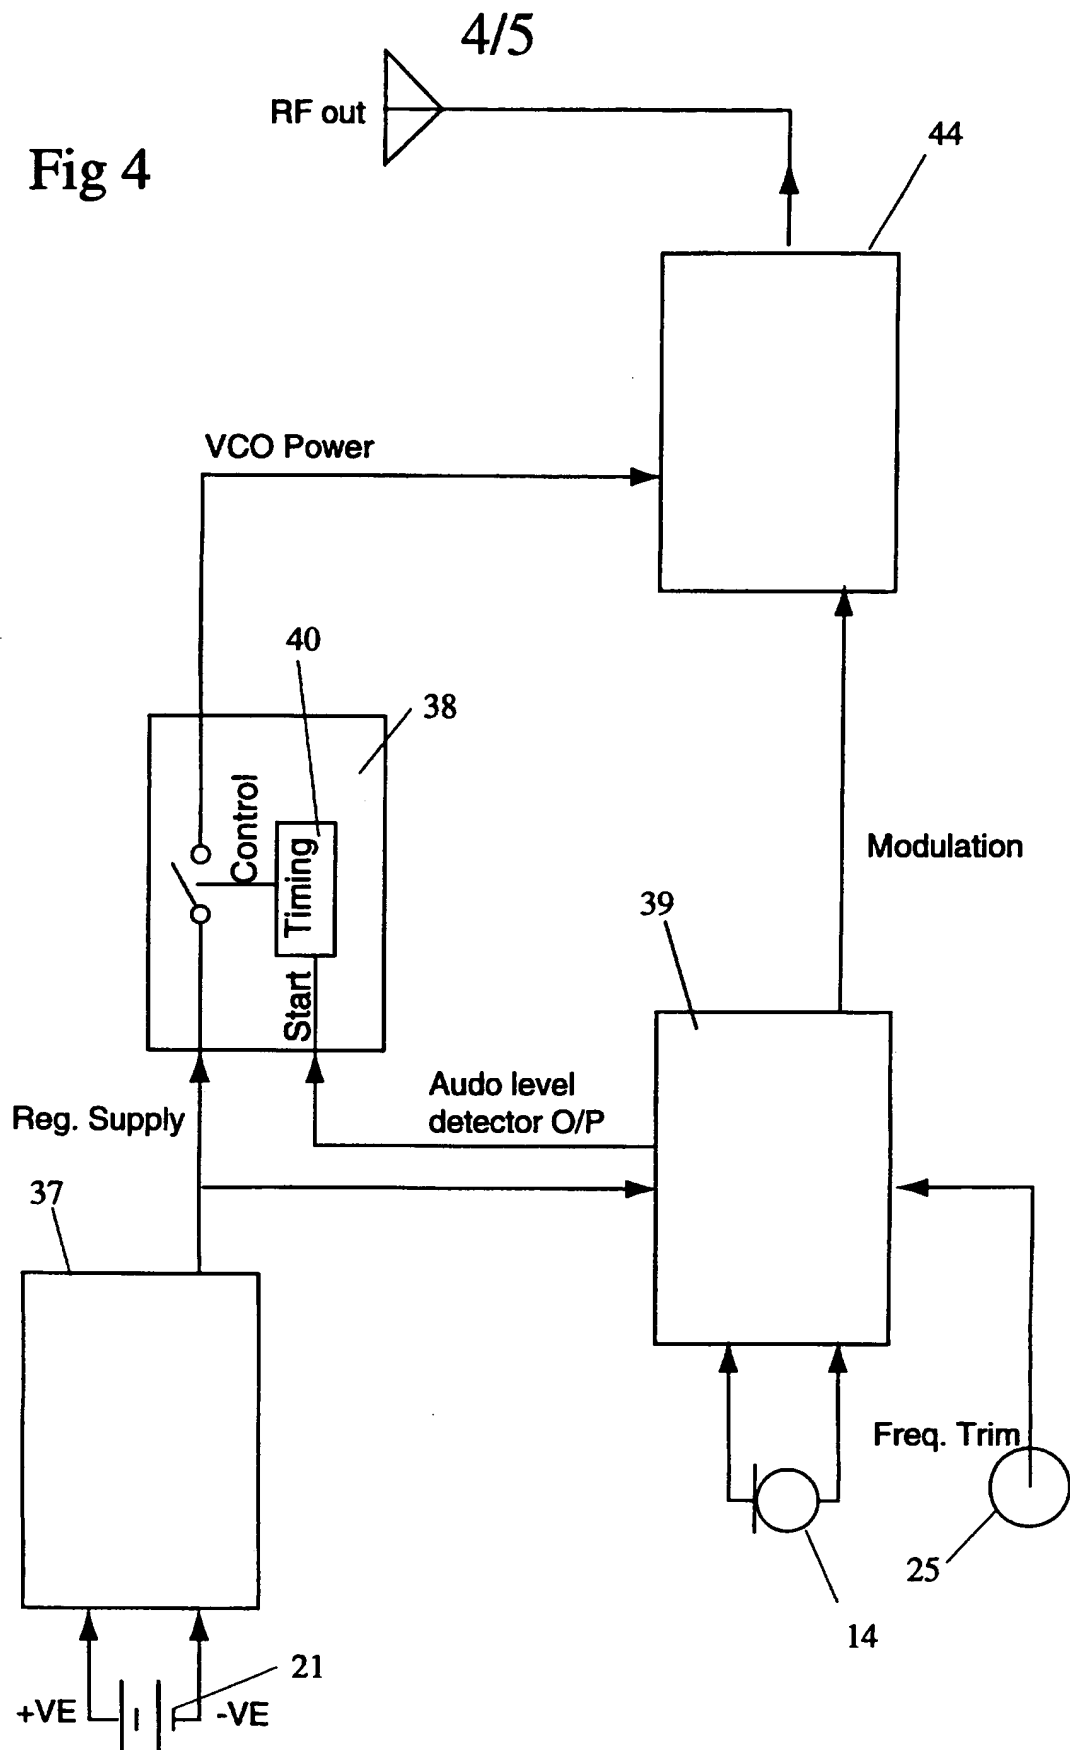 4/5
RF out
44
Fig 4
VCO Power
40
38
Control
Timing
Start
Modulation
39
Audo level
detector O/P
Reg. Supply
37
Freq. Trim
25
14
21
+VE
-VE